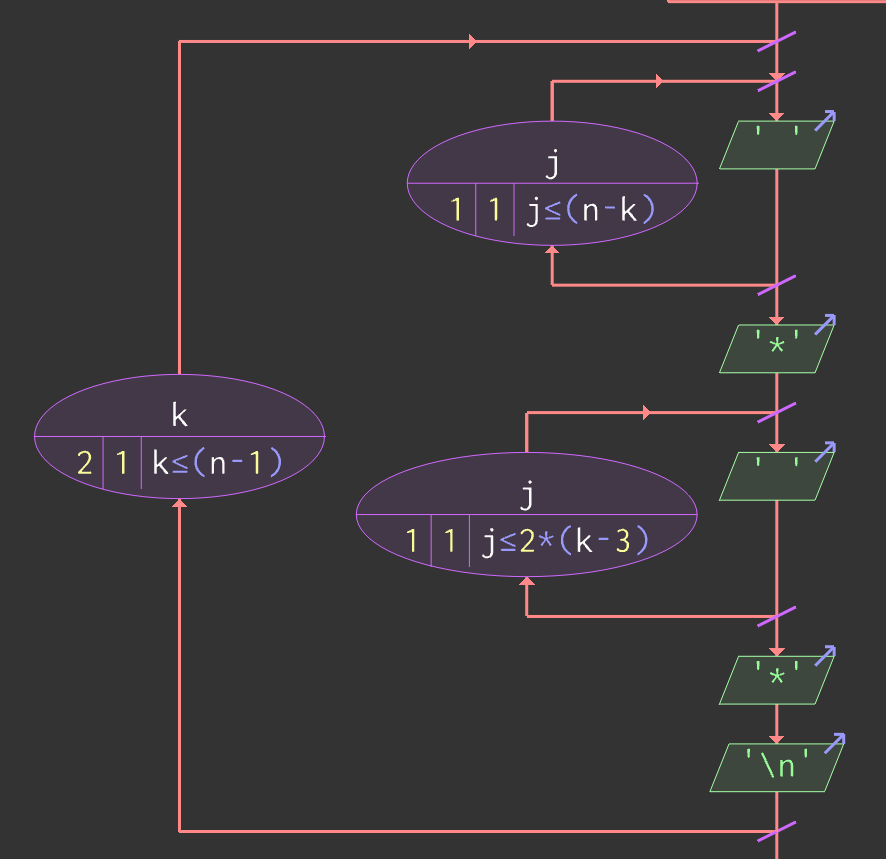 ' '
j
1 1 j≤(n-k)
'*'
k
2 1 k≤(n-1)
' '
j
1 1 j≤2*(k-3)
'*'
'\n'